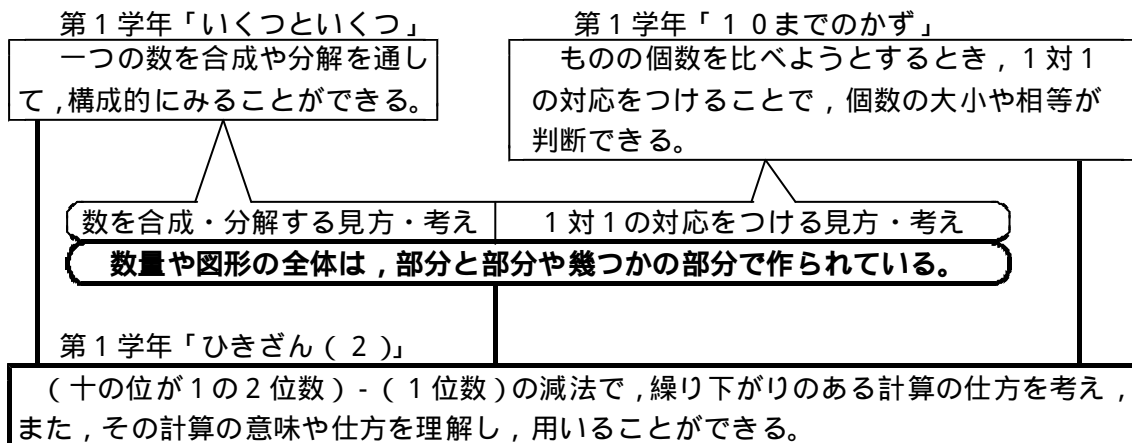 第1学年「いくつといくつ」
一つの数を合成や分解を通し
て,構成的にみることができる。
第1学年「10までのかず」
ものの個数を比べようとするとき,1対1
の対応をつけることで,個数の大小や相等が
判断できる。
数を合成・分解する見方・考え
1対1の対応をつける見方・考え
数量や図形の全体は,部分と部分や幾つかの部分で作られている。
第1学年「ひきざん(2)」
(十の位が1の2位数)-(1位数)の減法で,繰り下がりのある計算の仕方を考え,
また,その計算の意味や仕方を理解し,用いることができる。